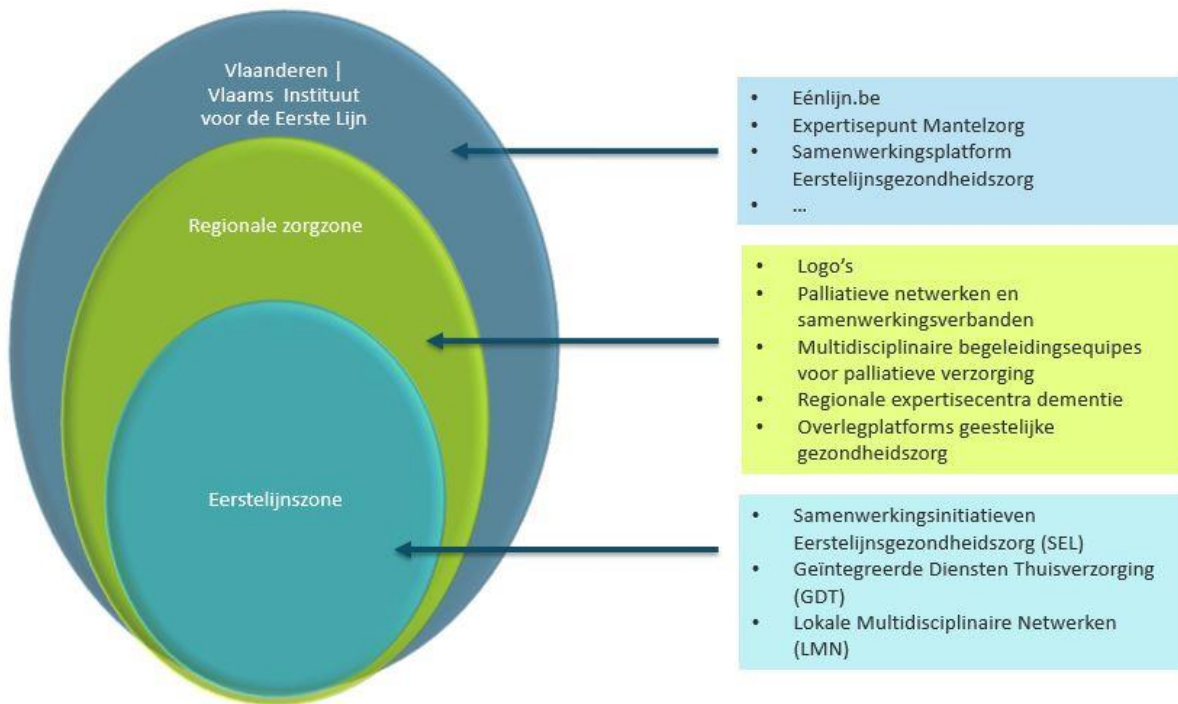 Vlaanderen |
Vlaams Instituut
voor de Eerste Lijn
Regionale zorgzone
Eerstelijnszone
• Eénlijn.be
• Expertisepunt Mantelzorg
• Samenwerkingsplatform
Eerstelijnsgezondheidszorg
• ...
• Logo's
• Palliatieve netwerken en
samenwerkingsverbanden
• Multidisciplinaire begeleidingsequipes
voor palliatieve verzorging
• Regionale expertisecentra dementie
• Overlegplatforms geestelijke
gezondheidszorg
• Samenwerkingsinitiatieven
Eerstelijnsgezondheidszorg (SEL)
• Geïntegreerde Diensten Thuisverzorging
(GDT)
• Lokale Multidisciplinaire Netwerken
(LMN)